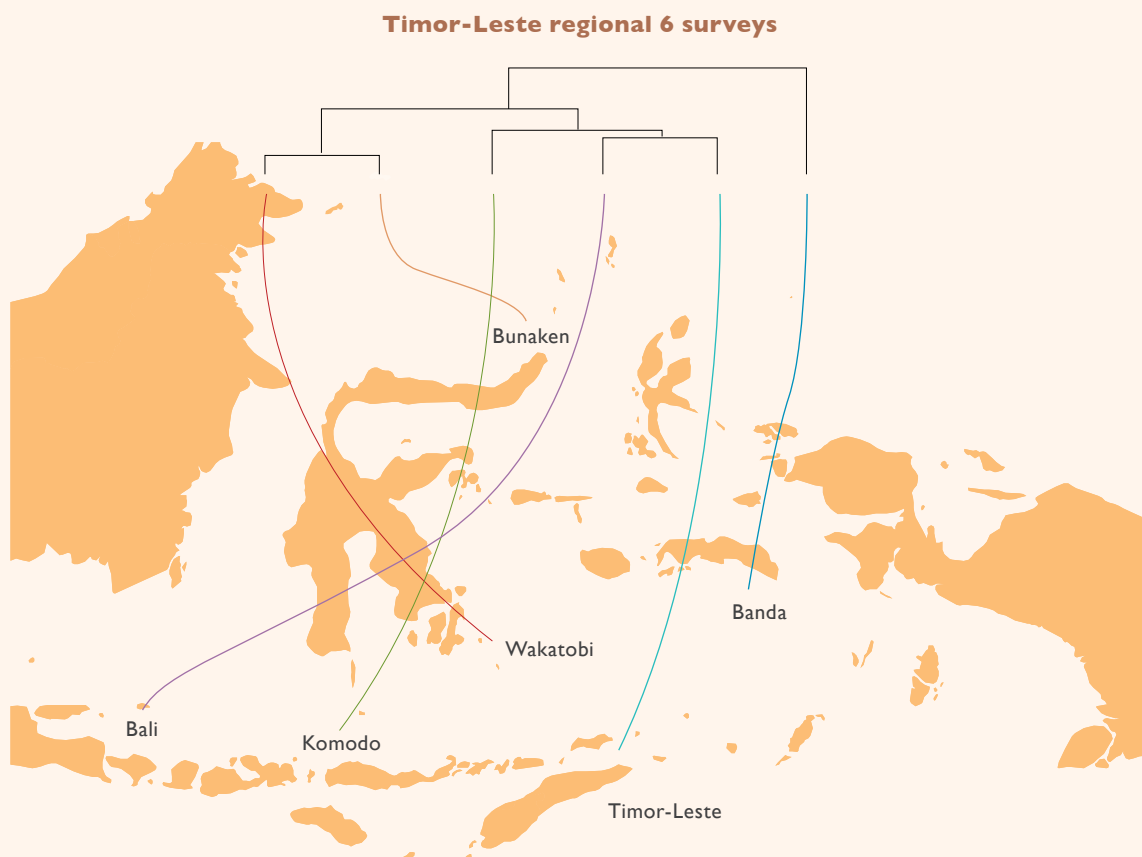 Timor-Leste regional 6 surveys
Bunaken
Banda
Wakatobi
Bali
Komodo
Timor-Leste